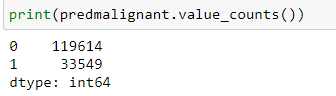 print(predmalignant.value_counts())
0    119614
1     33549
dtype: int64